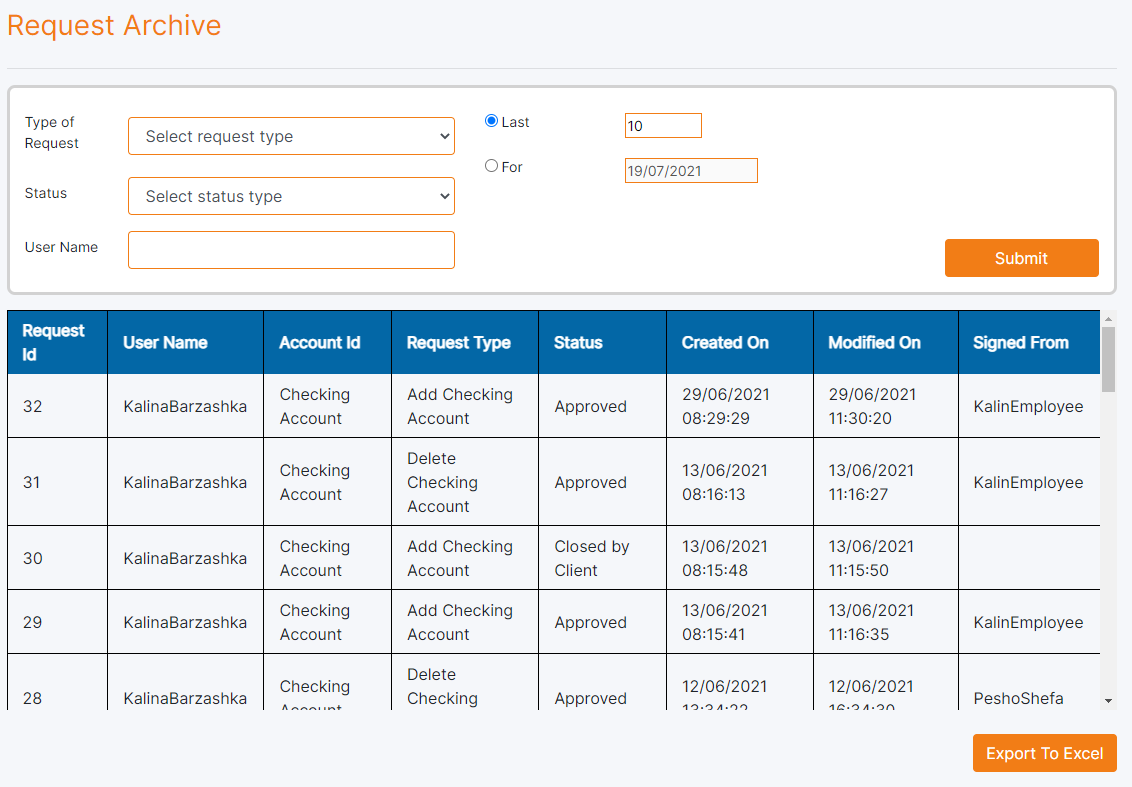 Request Archive
Type of
Request
Select request type
Last
10
For
19/07/2021
Status
Select status type
User Name
Submit
Request
Id
User Name
Account Id
Request Type
Status
Created On
Modified On
Signed From
32
KalinaBarzashka
Checking
Account
Add Checking
Account
Approved
29/06/2021
08:29:29
29/06/2021
11:30:20
KalinEmployee
31
KalinaBarzashka
Checking
Account
Delete
Checking
Account
Approved
13/06/2021
08:16:13
13/06/2021
11:16:27
KalinEmployee
30
KalinaBarzashka
Checking
Account
Add Checking
Account
Closed by
Client
13/06/2021
08:15:48
13/06/2021
11:15:50
29
KalinaBarzashka
Checking
Account
Add Checking
Account
Approved
13/06/2021
08:15:41
13/06/2021
11:16:35
KalinEmployee
28
KalinaBarzashka
Checking
Account
Delete
Checking
Approved
12/06/2021
12/06/2021
PeshoShefa
Export To Excel